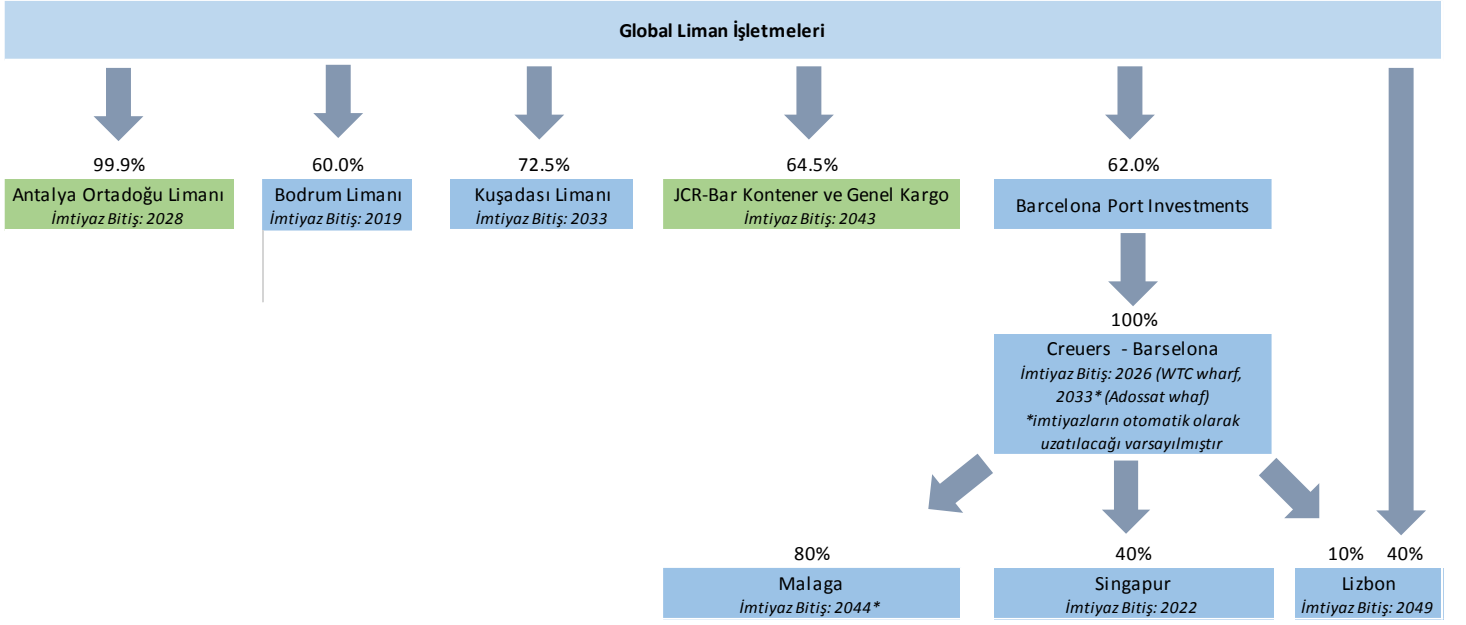 Global Liman İşletmeleri
99.9%
60.0%
72.5%
64.5%
62.0%
Antalya Ortadoğu Limanı
İmtiyaz Bitiş: 2028
Bodrum Limanı
İmtiyaz Bitiş: 2019
Kuşadası Limanı
İmtiyaz Bitiş: 2033
JCR-Bar Kontener ve Genel Kargo
İmtiyaz Bitiş: 2043
Barcelona Port Investments
100%
Creuers - Barselona
İmtiyaz Bitiş: 2026 (WTC wharf,
2033* (Adossat whaf)
*imtiyazların otomatik olarak
uzatılacağı varsayılmıştır
80%
40%
10% 40%
Malaga
İmtiyaz Bitiş: 2044*
Singapur
İmtiyaz Bitiş: 2022
Lizbon
İmtiyaz Bitiş: 2049